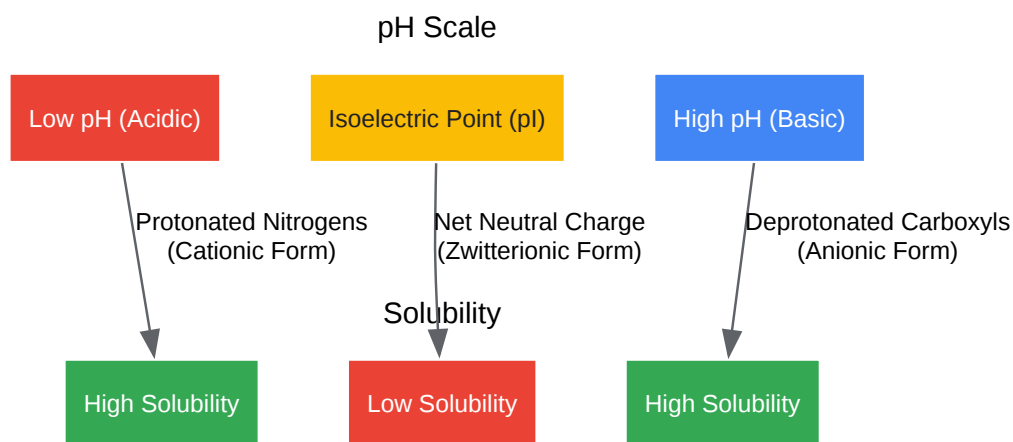 pH Scale
Low pH (Acidic)
Isoelectric Point (pI)
High pH (Basic)
Protonated Nitrogens
(Cationic Form)
Net Neutral Charge
(Zwitterionic Form)
Deprotonated Carboxyls
(Anionic Form)
Solubility
High Solubility
Low Solubility
High Solubility